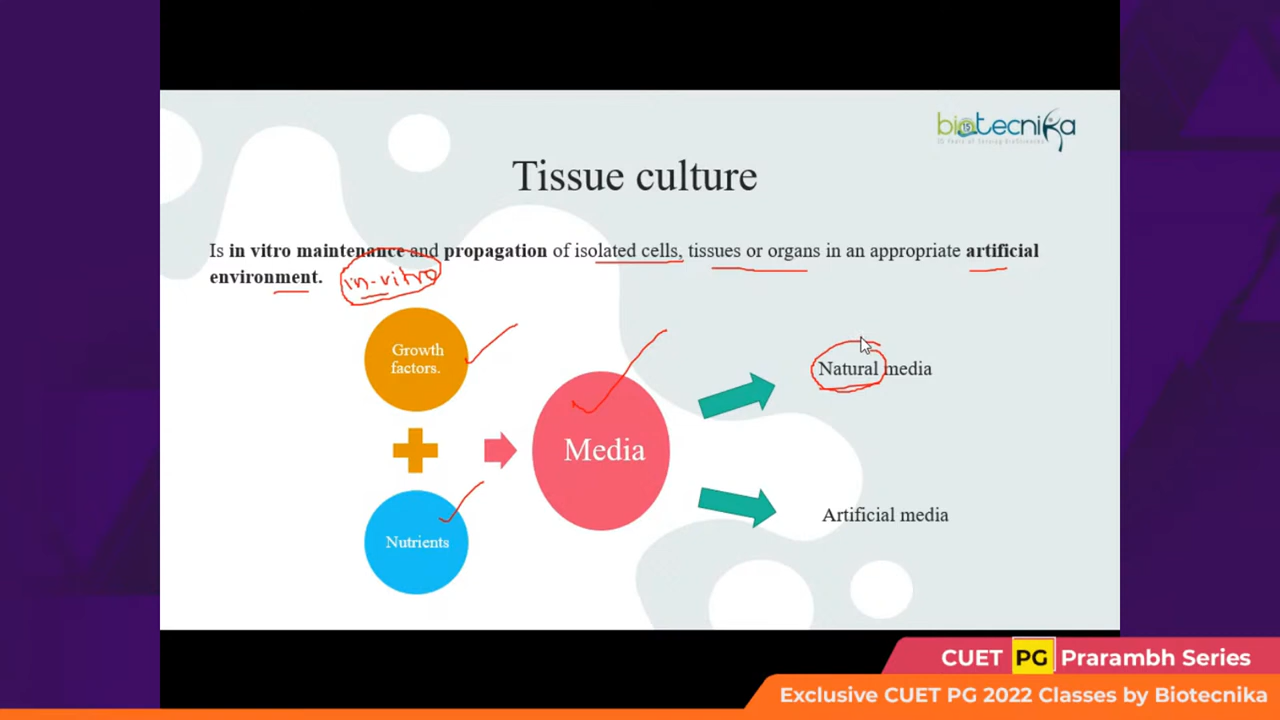 biotecnika
Tissue culture
Is in vitro maintenance and propagation of isolated cells, tissues or organs in an appropriate artificial
environment.
in-vitro
Growth
factors.
Natural media
Media
Artificial media
Nutrients
CUET PG Prarambh Series
Exclusive CUET PG 2022 Classes by Biotecnika